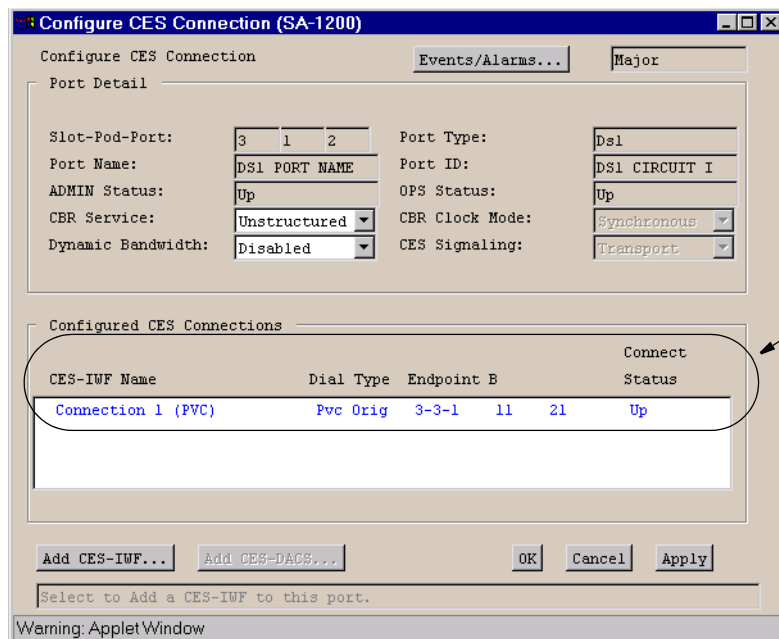 Configure CES Connection (SA-1200)
Configure CES Connection Events/Alarms... Major
Port Detail
Slot-Pod-Port: 3 1 2 Port Type: Ds1
Port Name: DS1 PORT NAME Port ID: DS1 CIRCUIT I
ADMIN Status: Up OPS Status: Up
CBR Service: Unstructured CBR Clock Mode: Synchronous
Dynamic Bandwidth: Disabled CES Signaling: Transport
Configured CES Connections
Connect
CES-IWF Name Dial Type Endpoint B Status
Connection 1 (PVC) Pvc Orig 3-3-1 11 21 Up
Add CES-IWF... Add CES-DACS... OK Cancel Apply
Select to Add a CES-IWF to this port.
Warning: Applet Window